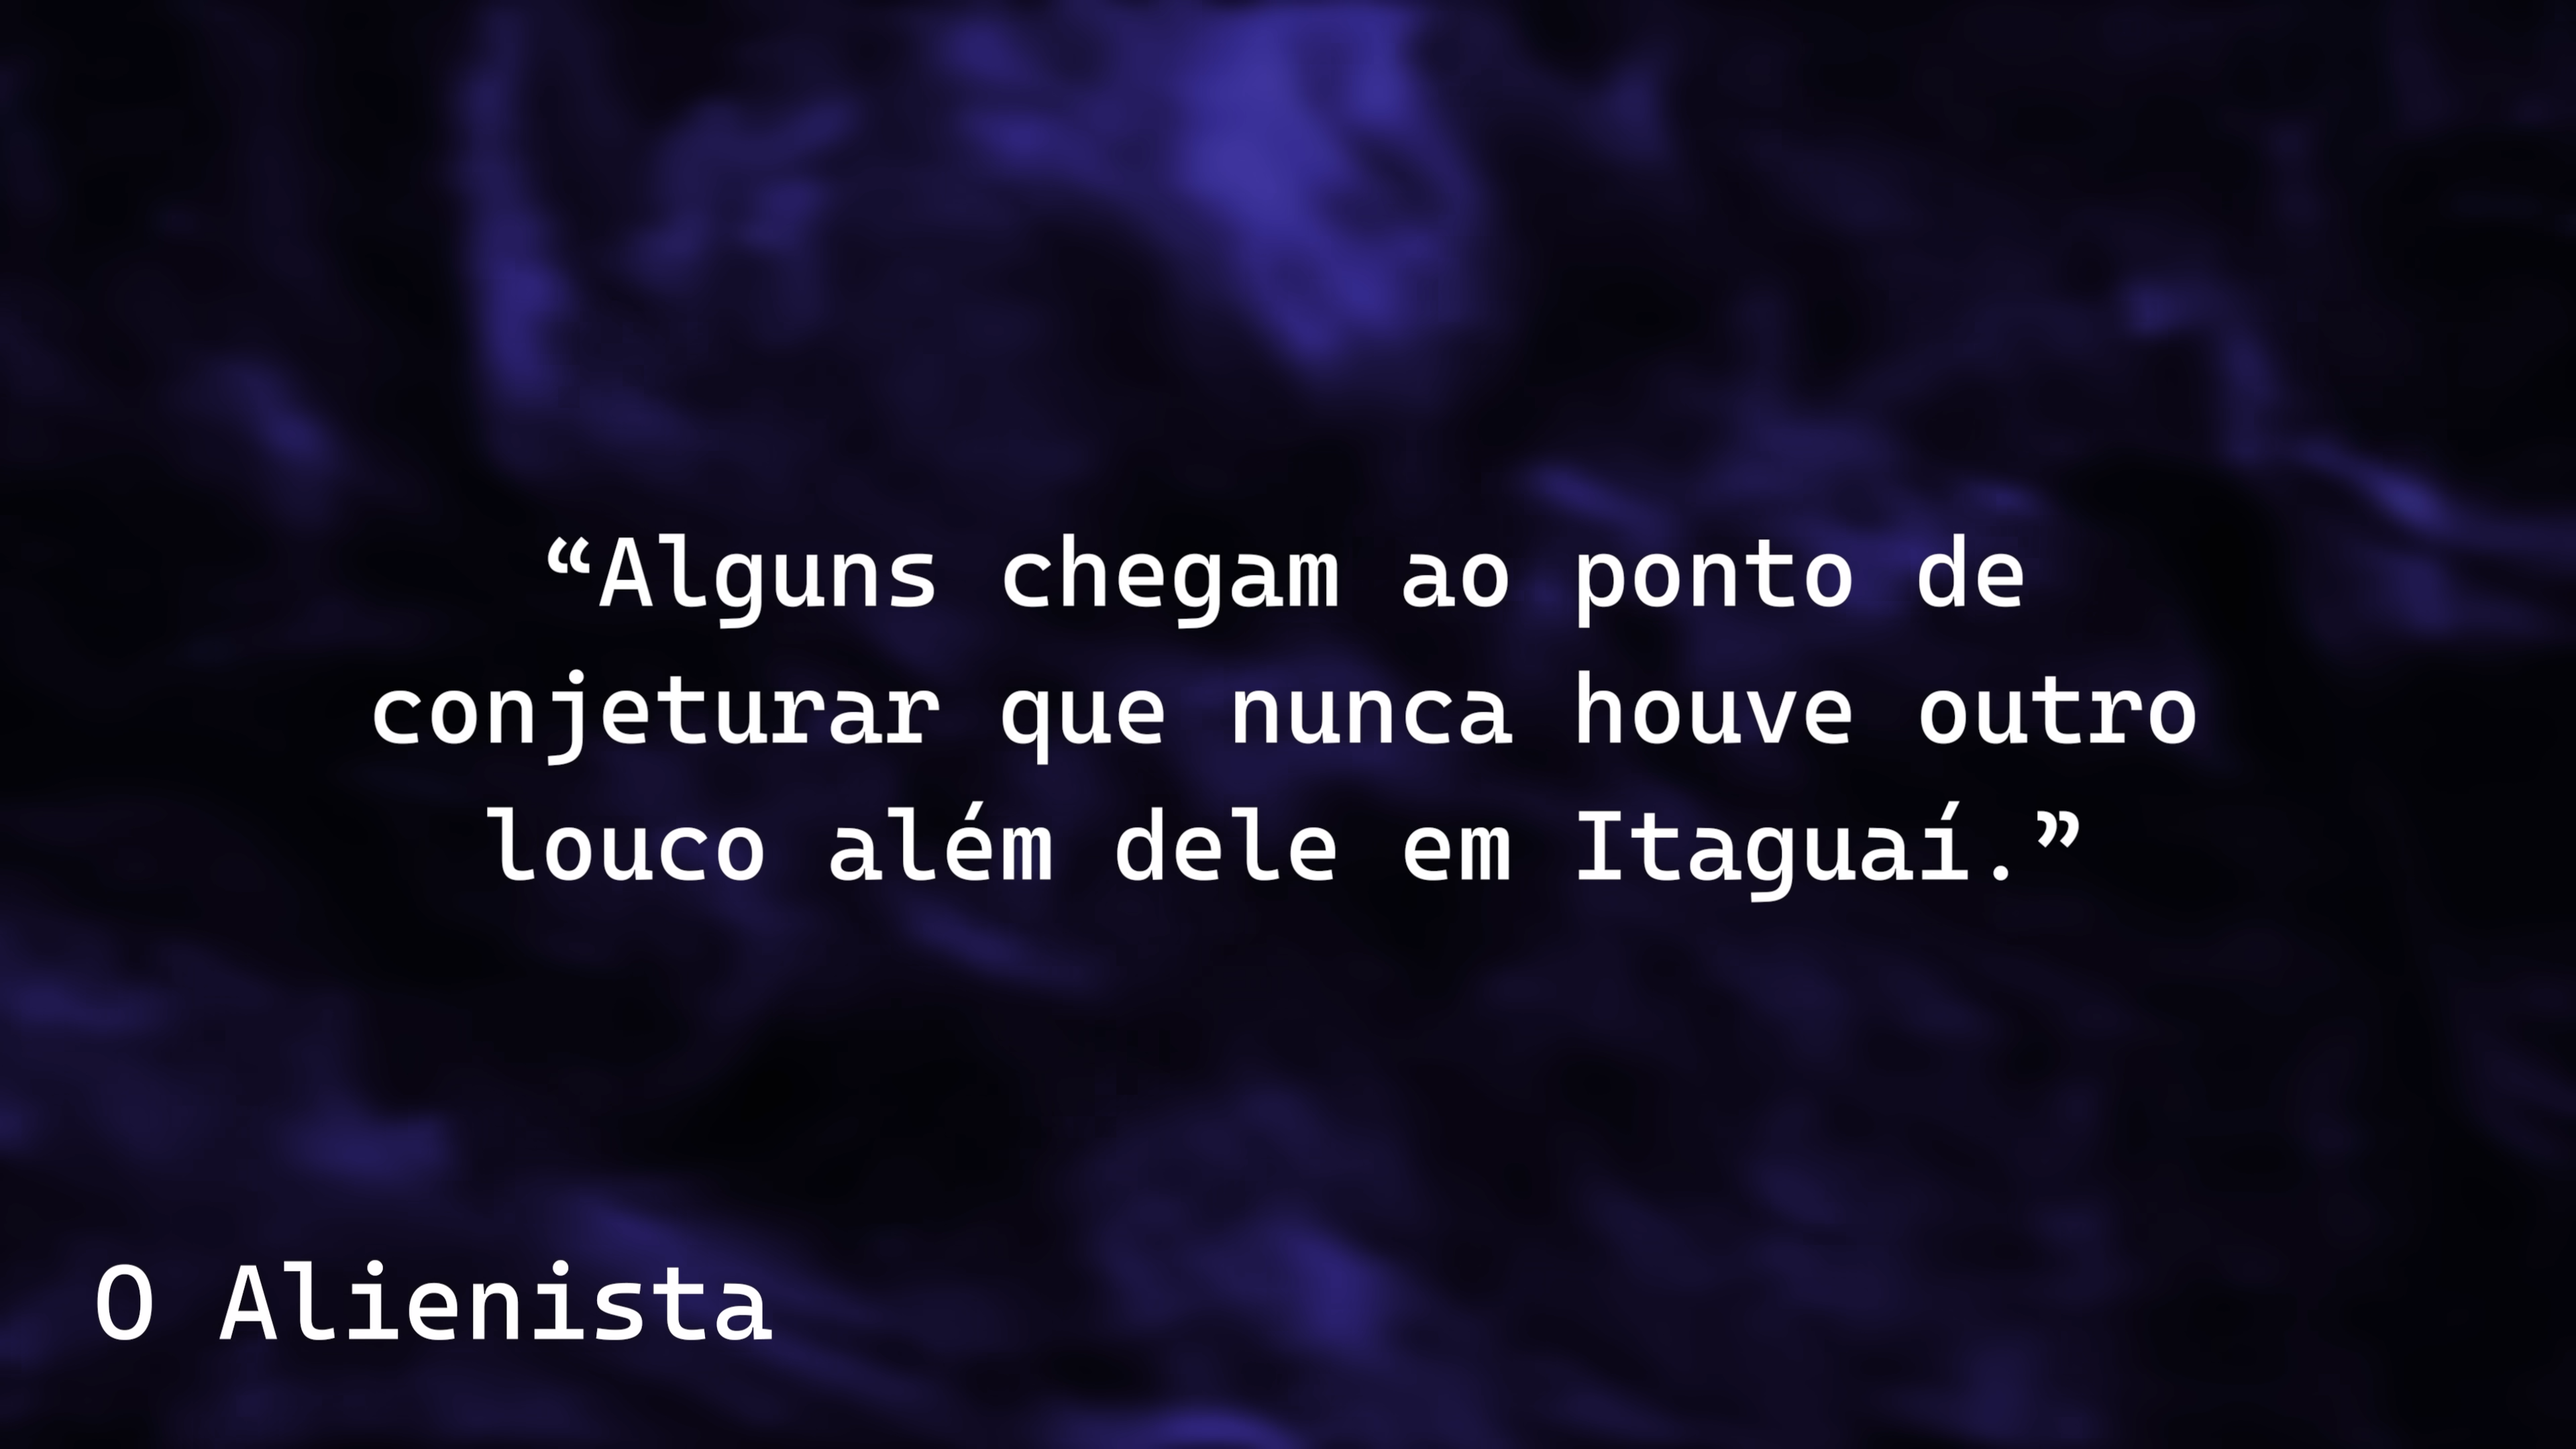 “Alguns chegam ao ponto de
conjeturar que nunca houve outro
louco além dele em Itaguaí.”
O Alienista